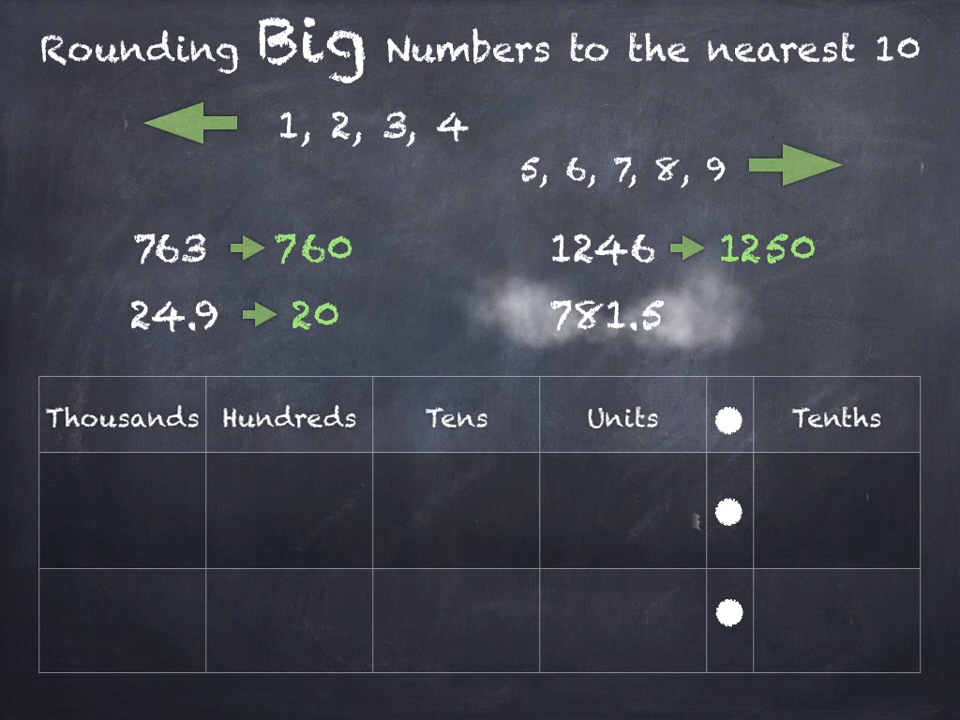 Rounding Big Numbers to the nearest 10
1, 2, 3, 4
5, 6, 7, 8, 9
763 760
1246 1250
24.9 20
781.5
Thousands Hundreds Tens Units Tenths